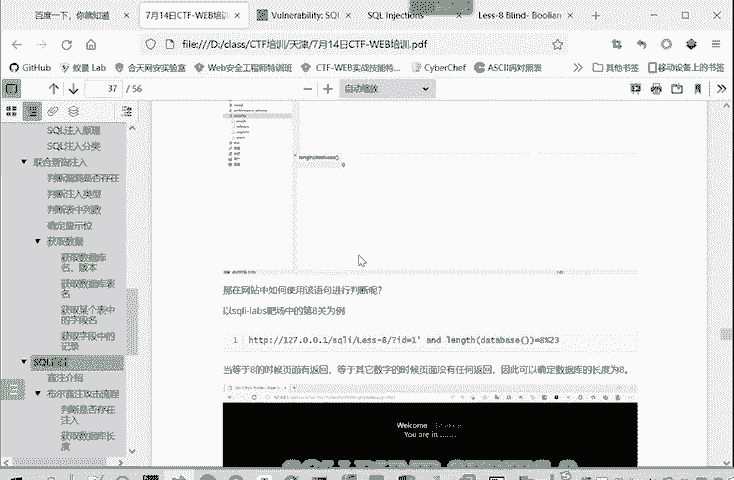 百度一下，你就知道
7月14日CTF-WEB培训.pdf
Vulnerability: SQL
SQL Injections
Less-8 Blind- Boolian
file:///D:/class/CTF培训/天津/7月14日CTF-WEB培训.pdf
GitHub
蚁景 Lab
合天网安实验室
Web安全工程师特训班
CTF-WEB实战技能特...
CyberChef
ASCII码对照表
其他书签
移动设备上的书签
37 / 56
自动缩放
SQL注入原理
SQL注入分类
联合查询注入
判断漏洞是否存在
判断注入类型
判断表中列数
确定显示位
获取数据
获取数据库名、版本
获取数据库表名
获取某个表中的字段名
获取字段中的记录
盲注介绍
布尔盲注攻击流程
判断是否存在注入
获取数据库长度
length(database())
那在网站中如何使用该语句进行判断呢?
以sqli-labs靶场中的第8关为例
1 http://127.0.0.1/sqli/Less-8/?id=1' and length(database())=8%23
当等于8的时候页面有返回，等于其它数字的时候页面没有任何返回，因此可以确定数据库的长度为8。
Welcome
You are in........